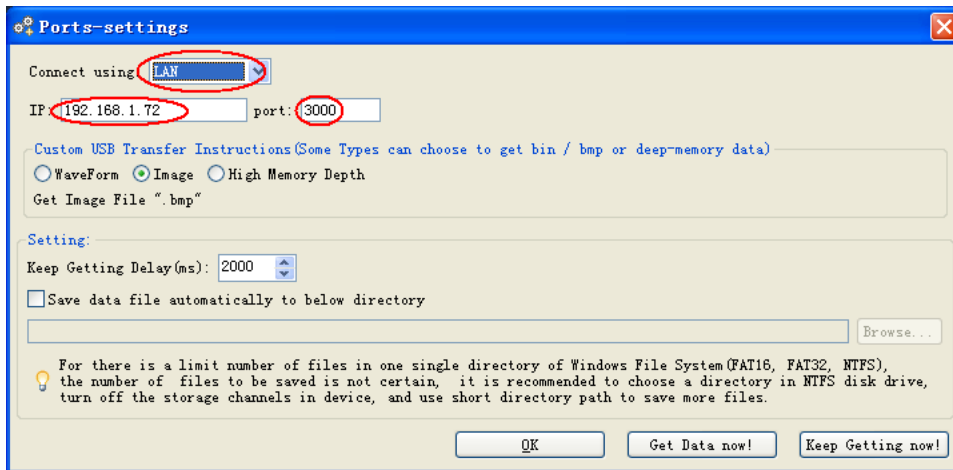 Ports-settings
Connect using: LAN
IP: 192.168.1.72 port: 3000
Custom USB Transfer Instructions(Some Types can choose to get bin / bmp or deep-memory data)
WaveForm Image High Memory Depth
Get Image File ".bmp"
Setting:
Keep Getting Delay(ms): 2000
Save data file automatically to below directory
Browse...
For there is a limit number of files in one single directory of Windows File System(FAT16, FAT32, NTFS),
the number of files to be saved is not certain, it is recommended to choose a directory in NTFS disk drive,
turn off the storage channels in device, and use short directory path to save more files.
OK Get Data now! Keep Getting now!